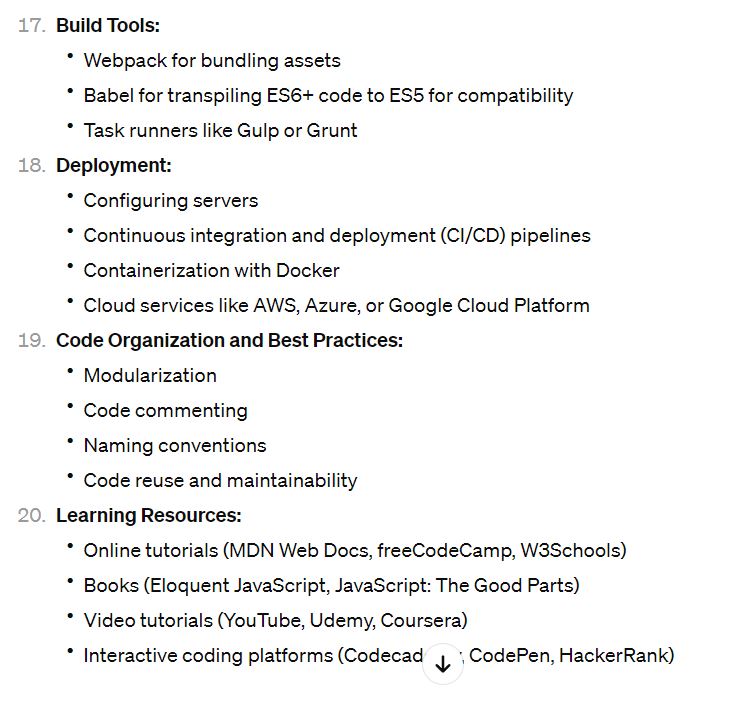 17. Build Tools:
• Webpack for bundling assets
• Babel for transpiling ES6+ code to ES5 for compatibility
• Task runners like Gulp or Grunt
18. Deployment:
• Configuring servers
• Continuous integration and deployment (CI/CD) pipelines
• Containerization with Docker
• Cloud services like AWS, Azure, or Google Cloud Platform
19. Code Organization and Best Practices:
• Modularization
• Code commenting
• Naming conventions
• Code reuse and maintainability
20. Learning Resources:
• Online tutorials (MDN Web Docs, freeCodeCamp, W3Schools)
• Books (Eloquent JavaScript, JavaScript: The Good Parts)
• Video tutorials (YouTube, Udemy, Coursera)
• Interactive coding platforms ( CodePen, HackerRank)